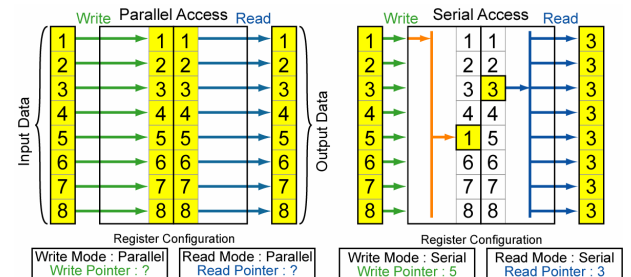 Parallel Access
Write
Read
Input Data
1 1 1 1
2 2 2 2
3 3 3 3
4 4 4 4
5 5 5 5
6 6 6 6
7 7 7 7
8 8 8 8
Output Data
Register Configuration
Write Mode : Parallel
Write Pointer : ?
Read Mode : Parallel
Read Pointer : ?
Serial Access
Write
Read
1 1 1 3
2 2 2 3
3 3 3 3
4 4 4 3
5 1 5 3
6 6 6 3
7 7 7 3
8 8 8 3
Register Configuration
Write Mode : Serial
Write Pointer : 5
Read Mode : Serial
Read Pointer : 3